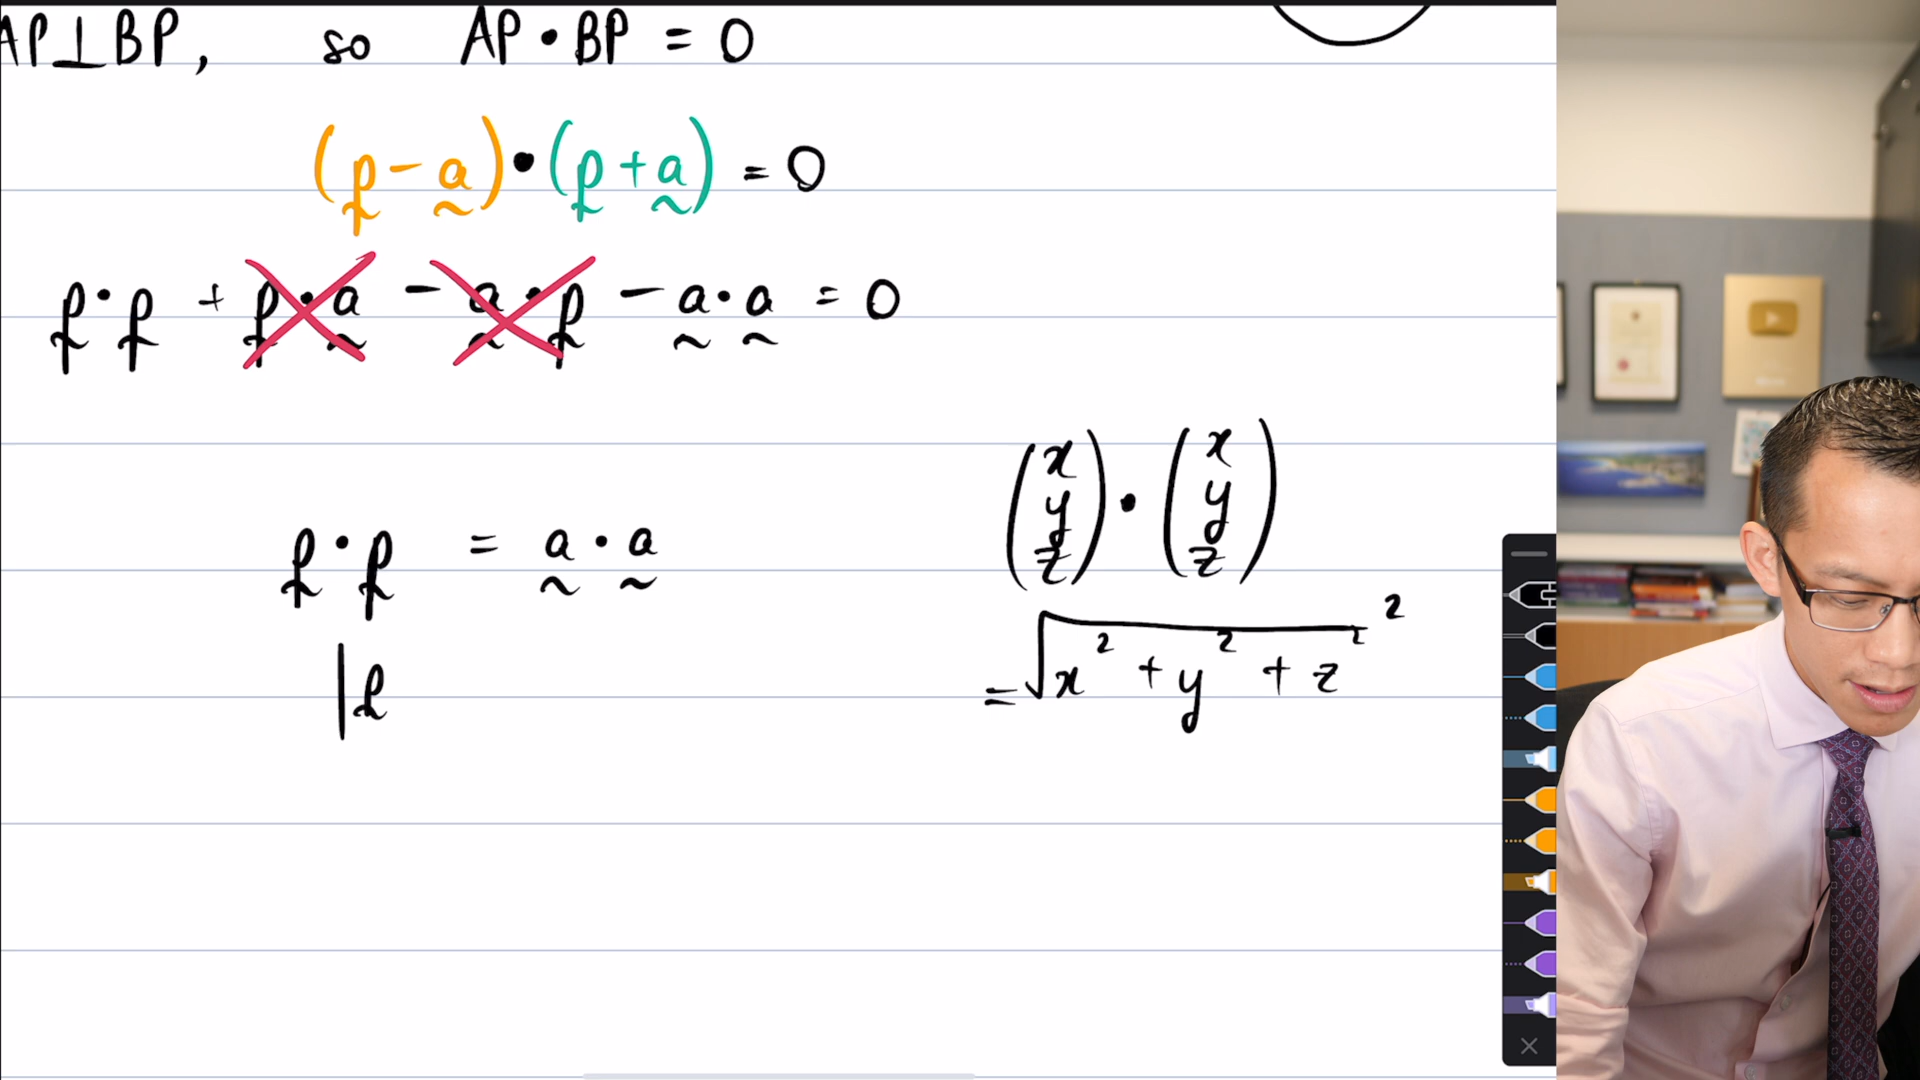 AP⊥BP, so AP • BP = 0
(p̰ − a̰) • (p̰ + a̰) = 0
p̰ • p̰ + p̰ • a̰ − a̰ • p̰ − a̰ • a̰ = 0
p̰ • p̰ = a̰ • a̰
|p̰
(x y z) • (x y z)
= √(x² + y² + z²)²